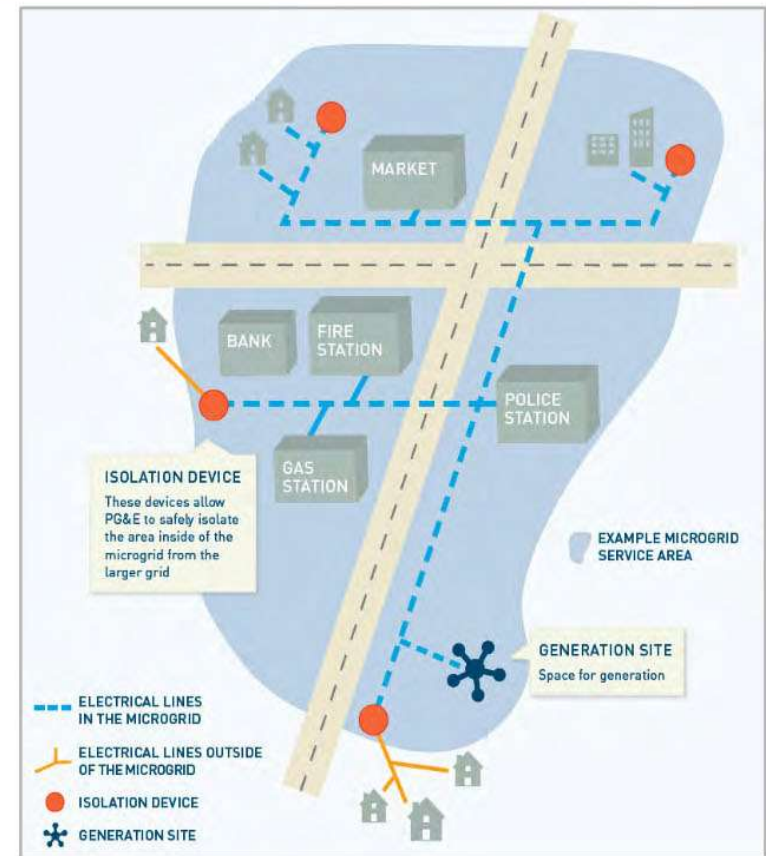 MARKET
BANK
FIRE
STATION
POLICE
STATION
GAS
STATION
ISOLATION DEVICE
These devices allow
PG&E to safely isolate
the area inside of the
microgrid from the
larger grid
EXAMPLE MICROGRID
SERVICE AREA
GENERATION SITE
Space for generation
ELECTRICAL LINES
IN THE MICROGRID
ELECTRICAL LINES OUTSIDE
OF THE MICROGRID
ISOLATION DEVICE
GENERATION SITE